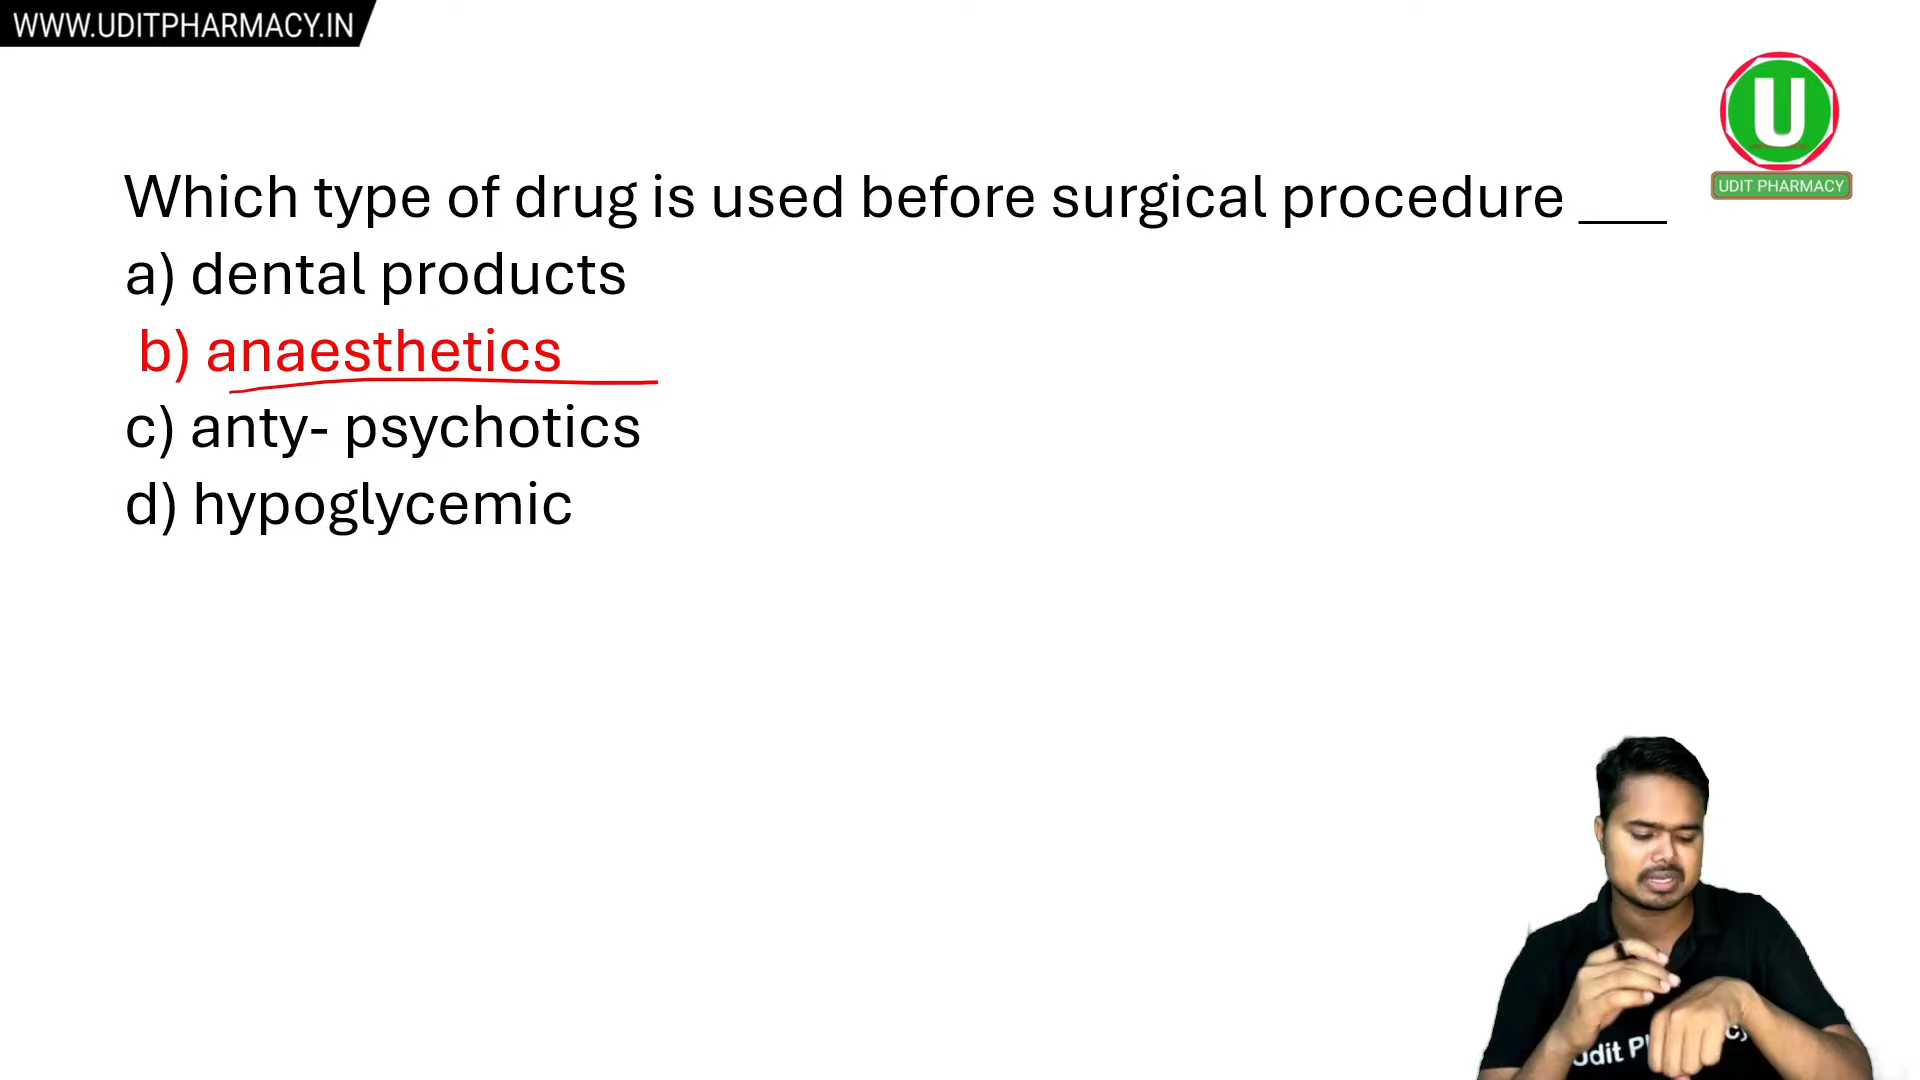 WWW.UDITPHARMACY.IN
U
UDIT PHARMACY
Which type of drug is used before surgical procedure ___
a) dental products
b) anaesthetics
c) anty- psychotics
d) hypoglycemic
Udit